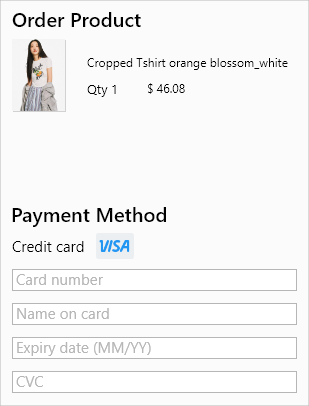 Order Product
Cropped Tshirt orange blossom_white
Qty 1 $ 46.08
Payment Method
Credit card VISA
Card number
Name on card
Expiry date (MM/YY)
CVC